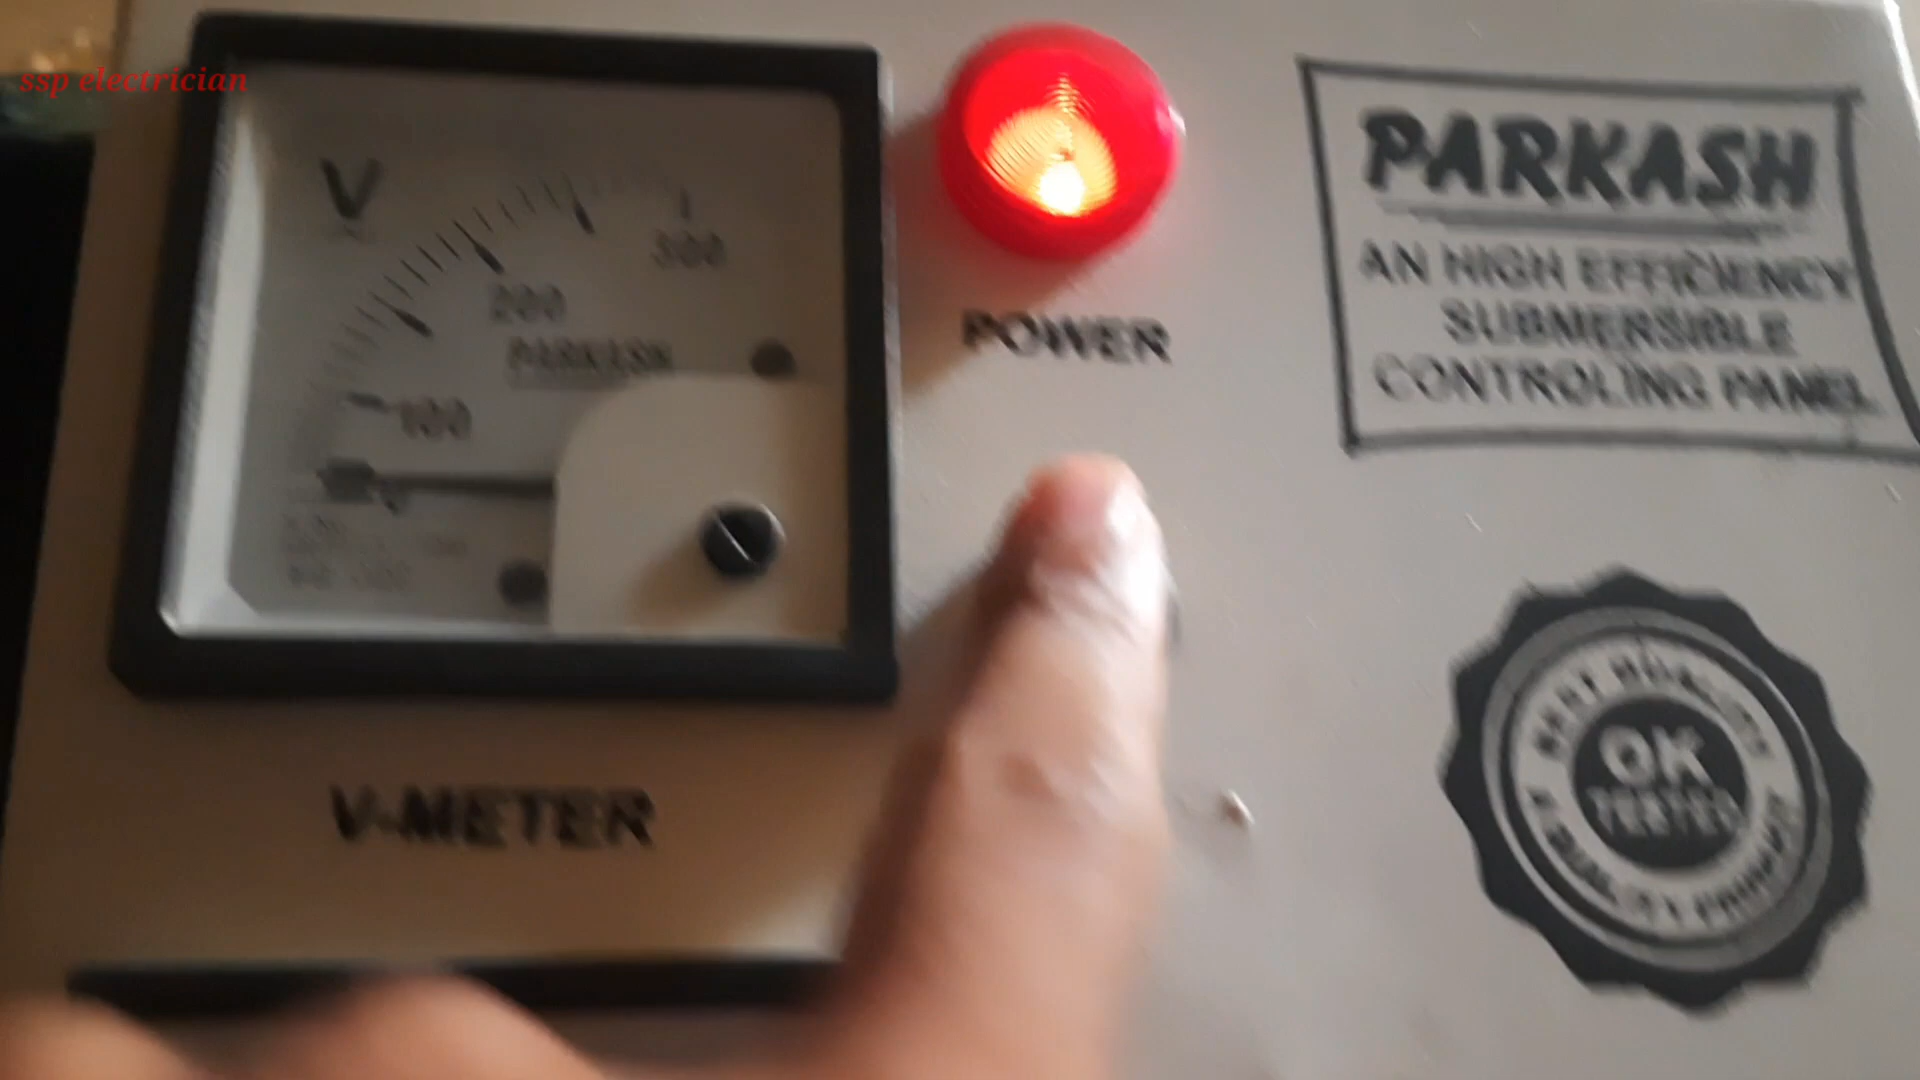 ssp electrician
V
300
200
PARKASH
100
POWER
PARKASH
AN HIGH EFFICIENCY
SUBMERSIBLE
CONTROLING PANEL
V-METER
OK
TESTED